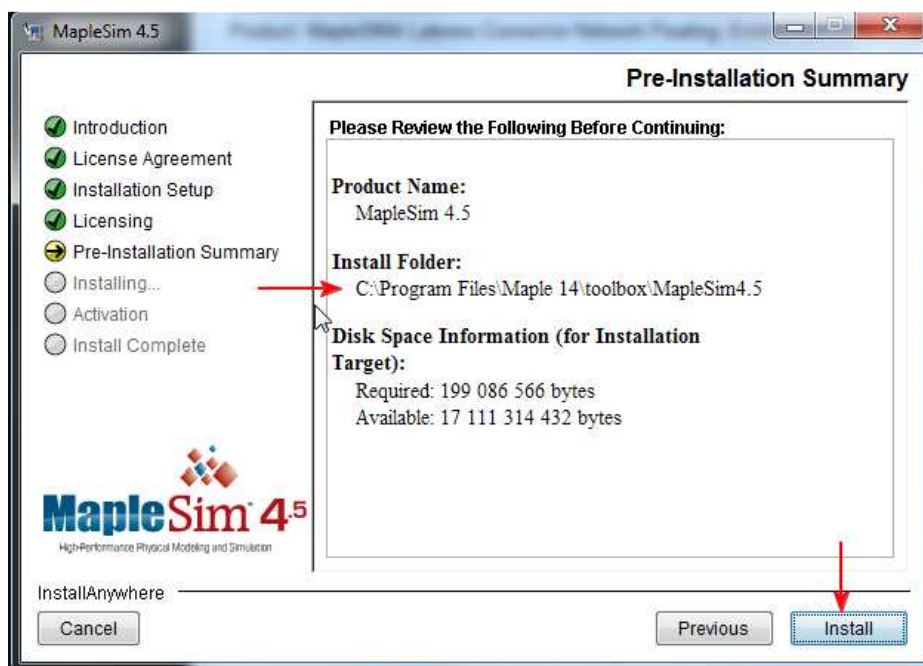 MapleSim 4.5
Pre-Installation Summary
Introduction
License Agreement
Installation Setup
Licensing
Pre-Installation Summary
Installing...
Activation
Install Complete
Please Review the Following Before Continuing:
Product Name:
MapleSim 4.5
Install Folder:
C:\Program Files\Maple 14\toolbox\MapleSim4.5
Disk Space Information (for Installation
Target):
Required: 199 086 566 bytes
Available: 17 111 314 432 bytes
MapleSim™ 4.5
High-Performance Physical Modeling and Simulation
InstallAnywhere
Cancel
Previous
Install